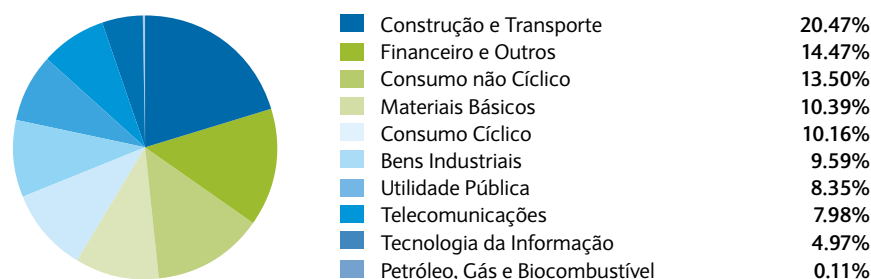 Construção e Transporte 20.47%
Financeiro e Outros 14.47%
Consumo não Cíclico 13.50%
Materiais Básicos 10.39%
Consumo Cíclico 10.16%
Bens Industriais 9.59%
Utilidade Pública 8.35%
Telecomunicações 7.98%
Tecnologia da Informação 4.97%
Petróleo, Gás e Biocombustível 0.11%